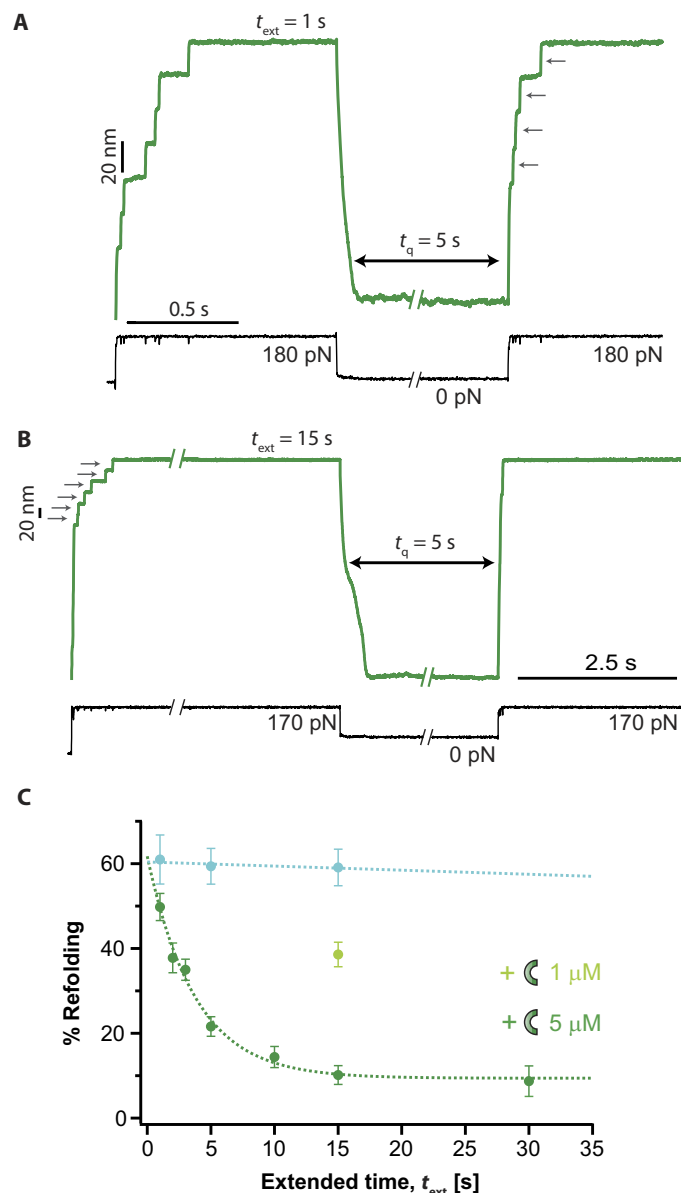 A
t_ext = 1 s
20 nm
t_q = 5 s
0.5 s
180 pN
0 pN
180 pN
B
t_ext = 15 s
20 nm
t_q = 5 s
2.5 s
170 pN
0 pN
170 pN
C
% Refolding
60
40
20
0
+ 1 μM
+ 5 μM
0 5 10 15 20 25 30 35
Extended time, t_ext [s]